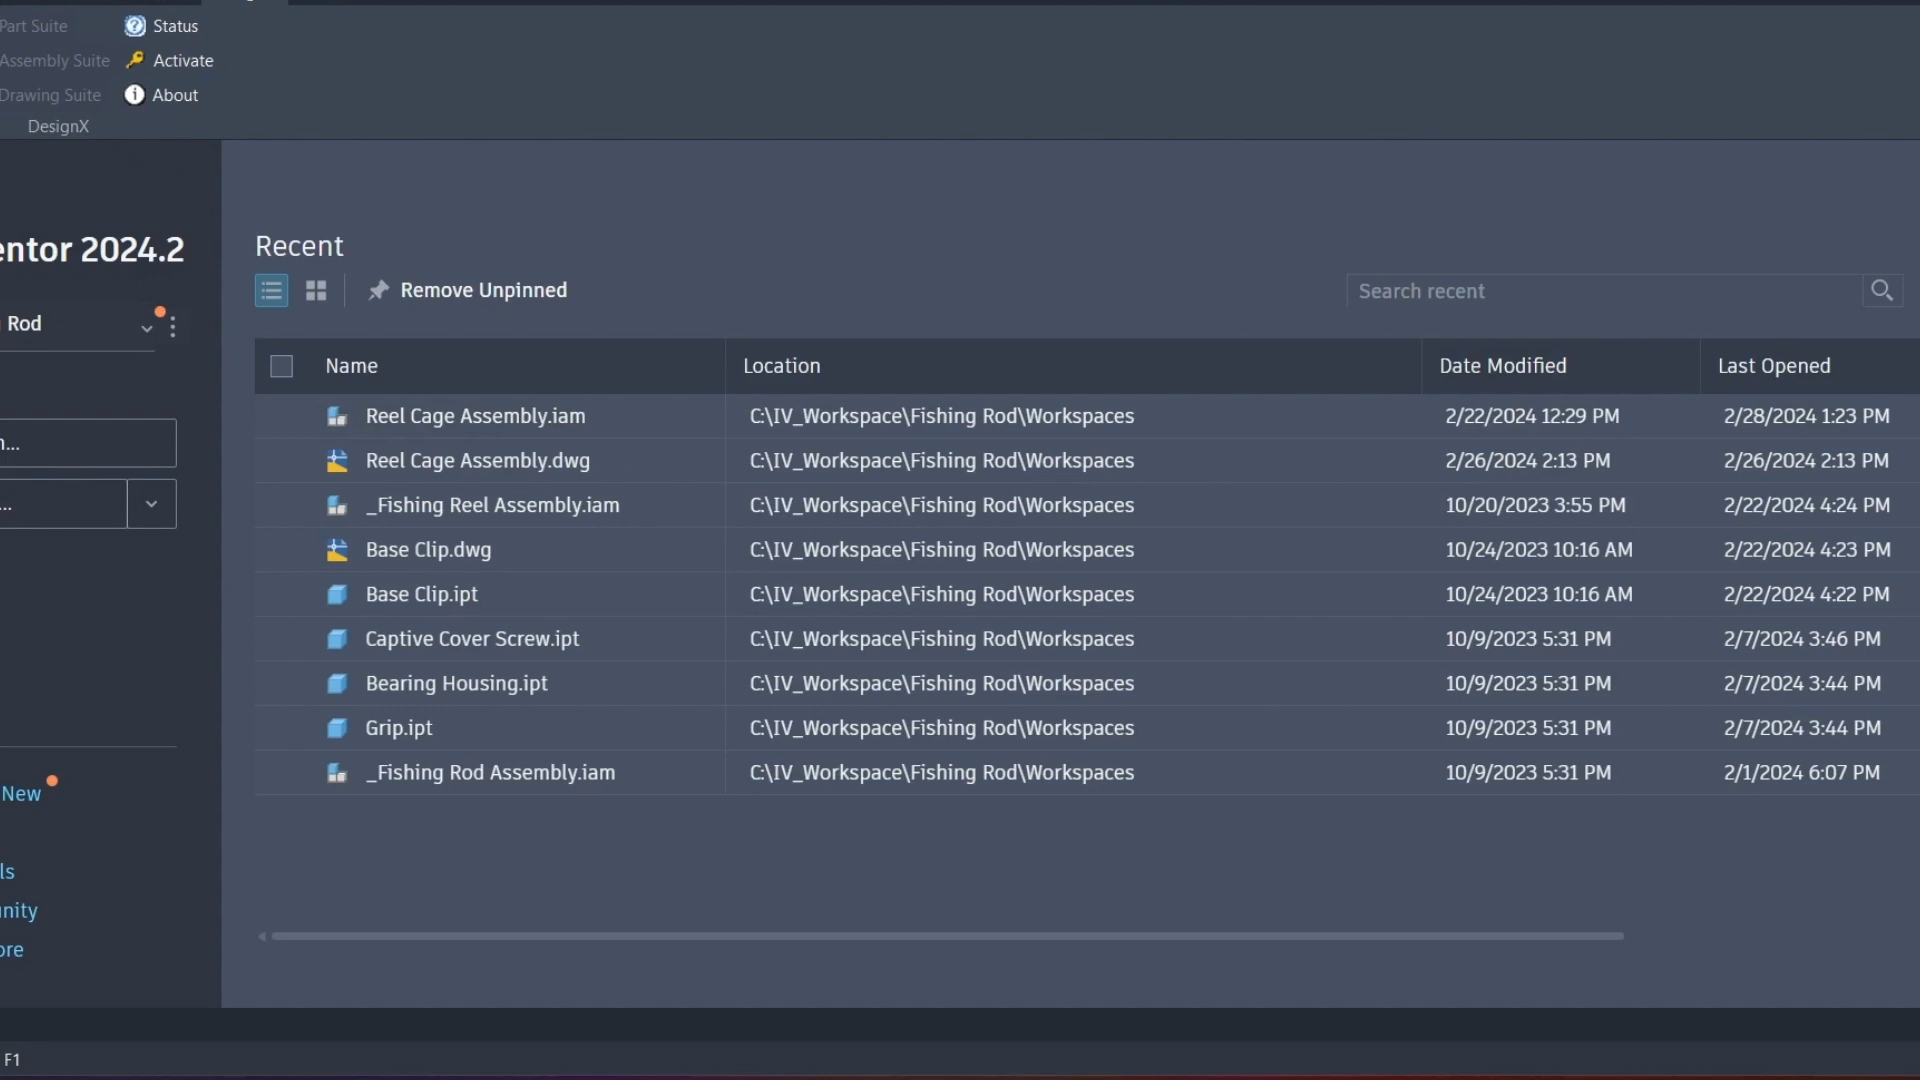 Part Suite
Status
Assembly Suite
Activate
Drawing Suite
About
DesignX
entor 2024.2
Rod
Recent
Remove Unpinned
Search recent
Name Location Date Modified Last Opened
Reel Cage Assembly.iam C:\IV_Workspace\Fishing Rod\Workspaces 2/22/2024 12:29 PM 2/28/2024 1:23 PM
Reel Cage Assembly.dwg C:\IV_Workspace\Fishing Rod\Workspaces 2/26/2024 2:13 PM 2/26/2024 2:13 PM
_Fishing Reel Assembly.iam C:\IV_Workspace\Fishing Rod\Workspaces 10/20/2023 3:55 PM 2/22/2024 4:24 PM
Base Clip.dwg C:\IV_Workspace\Fishing Rod\Workspaces 10/24/2023 10:16 AM 2/22/2024 4:23 PM
Base Clip.ipt C:\IV_Workspace\Fishing Rod\Workspaces 10/24/2023 10:16 AM 2/22/2024 4:22 PM
Captive Cover Screw.ipt C:\IV_Workspace\Fishing Rod\Workspaces 10/9/2023 5:31 PM 2/7/2024 3:46 PM
Bearing Housing.ipt C:\IV_Workspace\Fishing Rod\Workspaces 10/9/2023 5:31 PM 2/7/2024 3:44 PM
Grip.ipt C:\IV_Workspace\Fishing Rod\Workspaces 10/9/2023 5:31 PM 2/7/2024 3:44 PM
_Fishing Rod Assembly.iam C:\IV_Workspace\Fishing Rod\Workspaces 10/9/2023 5:31 PM 2/1/2024 6:07 PM
n...
...
New
ls
unity
ore
F1